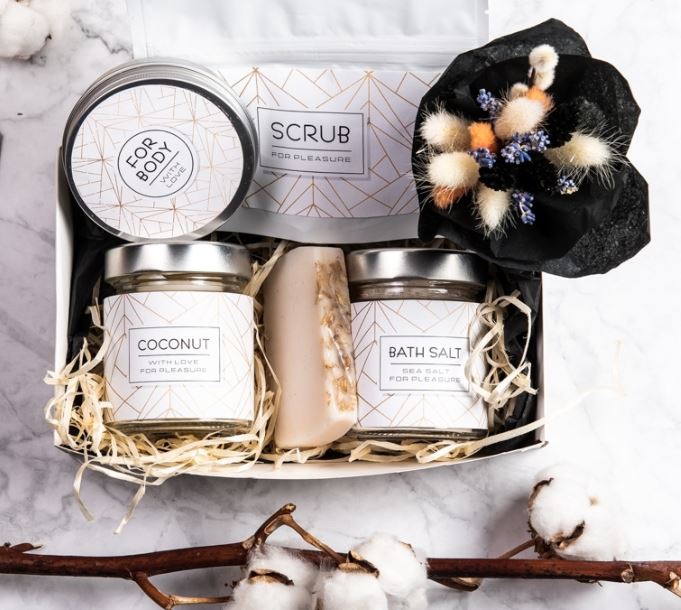 FOR
BODY
WITH
LOVE
SCRUB
FOR PLEASURE
COCONUT
WITH LOVE
FOR PLEASURE
BATH SALT
SEA SALT
FOR PLEASURE